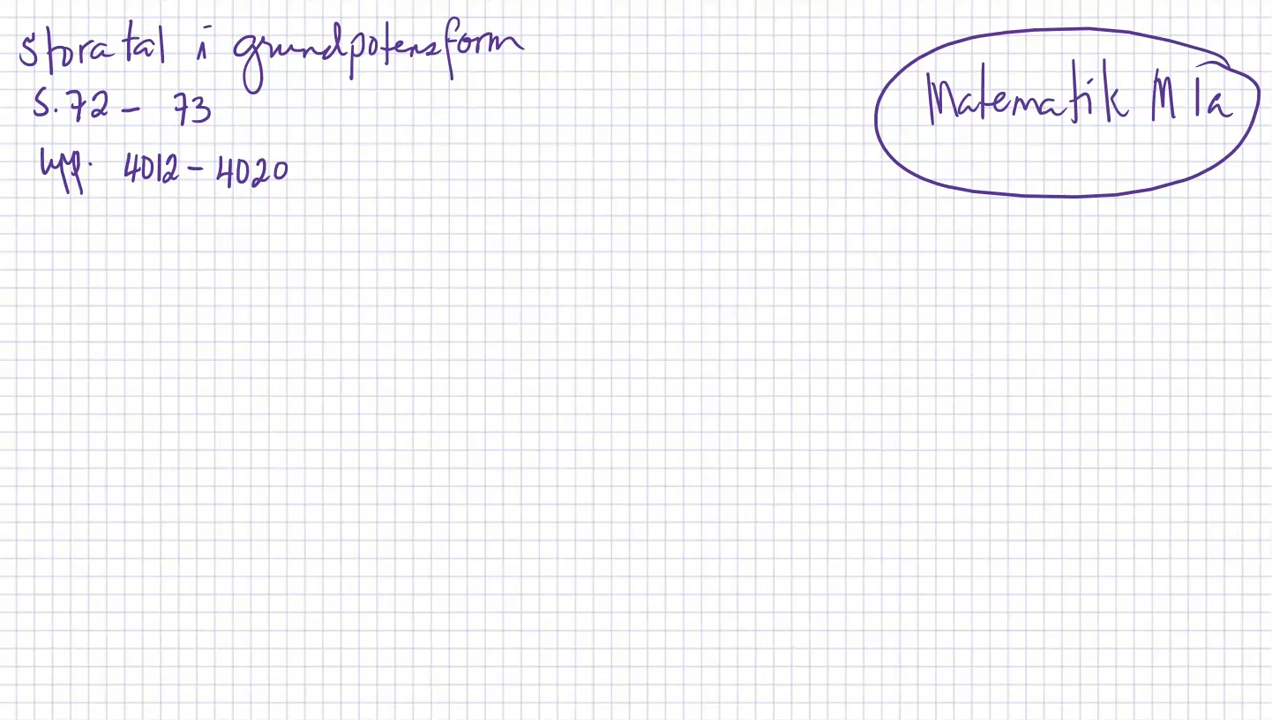 Stora tal i grundpotensform
S. 72 - 73
Upp. 4012 - 4020
Matematik M 1a